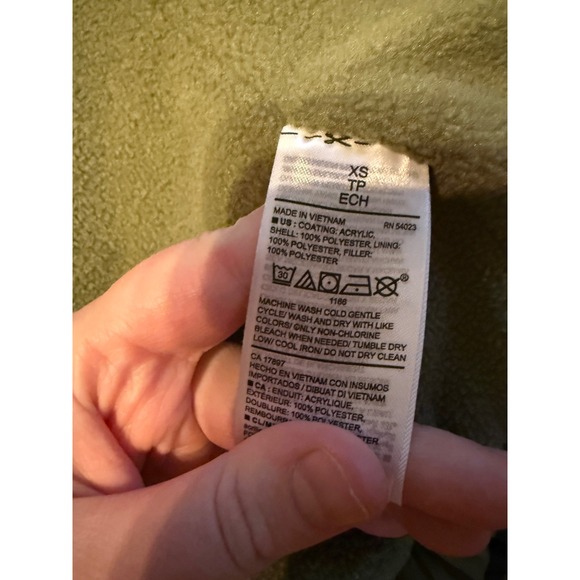 XS
TP
ECH
MADE IN VIETNAM RN 54023
US : COATING: ACRYLIC,
SHELL: 100% POLYESTER, LINING:
100% POLYESTER, FILLER:
100% POLYESTER
30 ®
1166
MACHINE WASH COLD GENTLE
CYCLE/ WASH AND DRY WITH LIKE
COLORS/ ONLY NON-CHLORINE
BLEACH WHEN NEEDED/ TUMBLE DRY
LOW/ COOL IRON/ DO NOT DRY CLEAN
CA 17897
HECHO EN VIETNAM CON INSUMOS
IMPORTADOS / DIBUAT DI VIETNAM
CA : ENDUIT: ACRYLIQUE,
EXTÉRIEUR: 100% POLYESTER,
DOUBLURE: 100% POLYESTER,